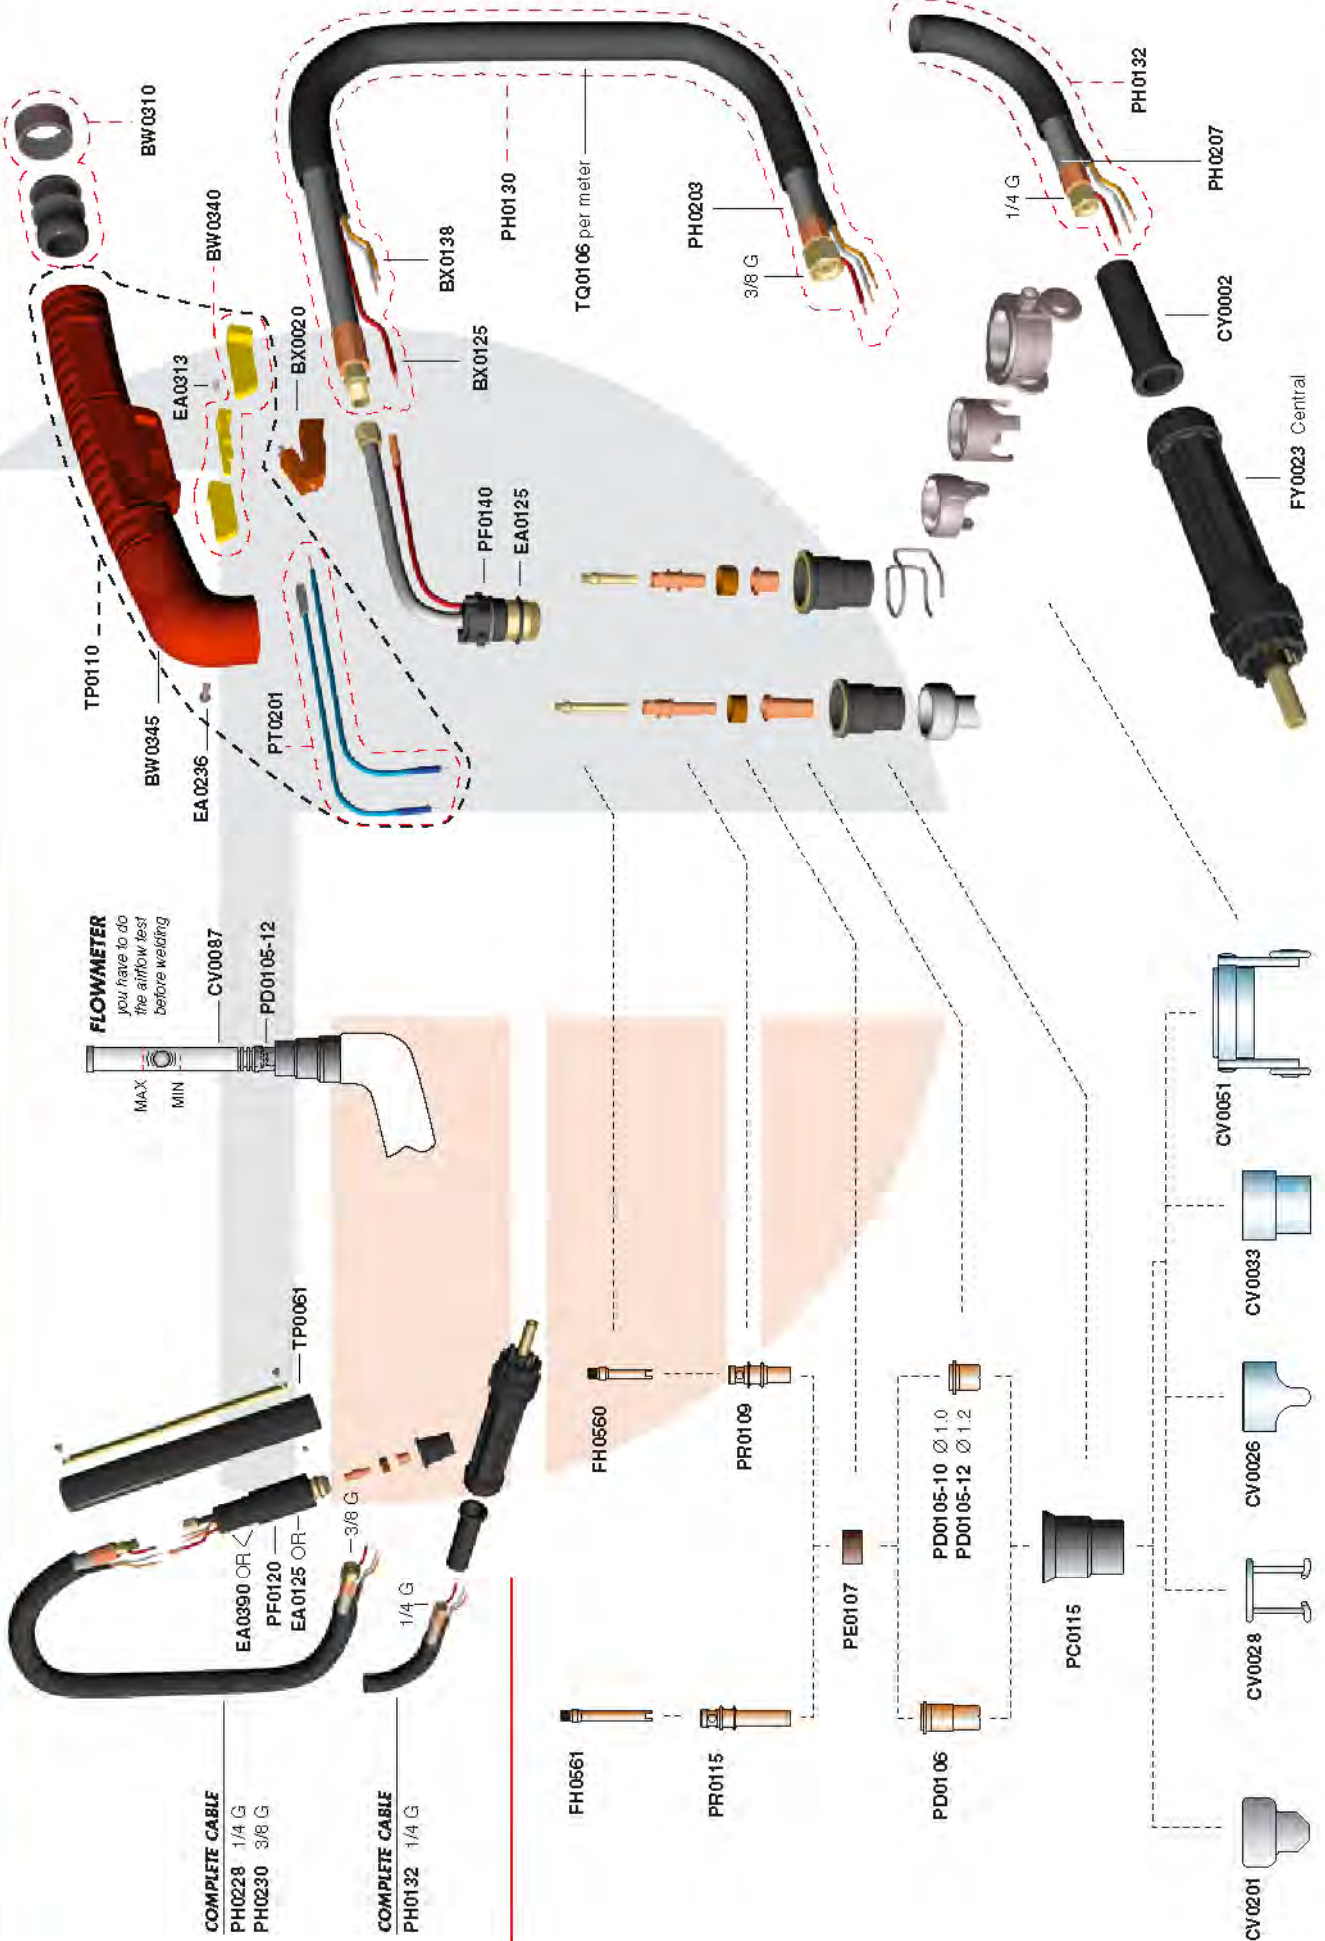 COMPLETE CABLE
PH0228 1/4 G
PH0230 3/8 G
COMPLETE CABLE
PH0132 1/4 G
EA0390 OR
PF0120
EA0125 OR
3/8 G
1/4 G
TP0061
FLOWMETER
you have to do
the airflow test
before welding
MAX
MIN
CV0087
PD0105-12
TP0110
BW0345
EA0236
PT0201
EA0313
BW0340
BX0020
BW0310
BX0138
BX0125
PF0140
EA0125
PH0130
TQ0106 per meter
PH0203
3/8 G
1/4 G
PH0132
PH0207
CY0002
FY0023 Central
FH0561
FH0560
PR0115
PR0109
PE0107
PD0106
PD0105-10 Ø 1.0
PD0105-12 Ø 1.2
PC0115
CV0201
CV0028
CV0026
CV0033
CV0051